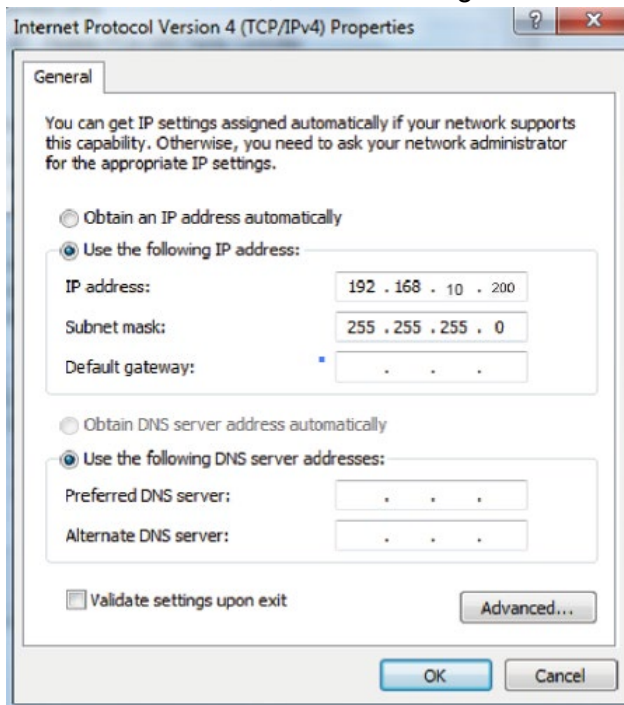 Internet Protocol Version 4 (TCP/IPv4) Properties
General
You can get IP settings assigned automatically if your network supports
this capability. Otherwise, you need to ask your network administrator
for the appropriate IP settings.
Obtain an IP address automatically
Use the following IP address:
IP address: 192 . 168 . 10 . 200
Subnet mask: 255 . 255 . 255 . 0
Default gateway: . . .
Obtain DNS server address automatically
Use the following DNS server addresses:
Preferred DNS server: . . .
Alternate DNS server: . . .
Validate settings upon exit
Advanced...
OK Cancel